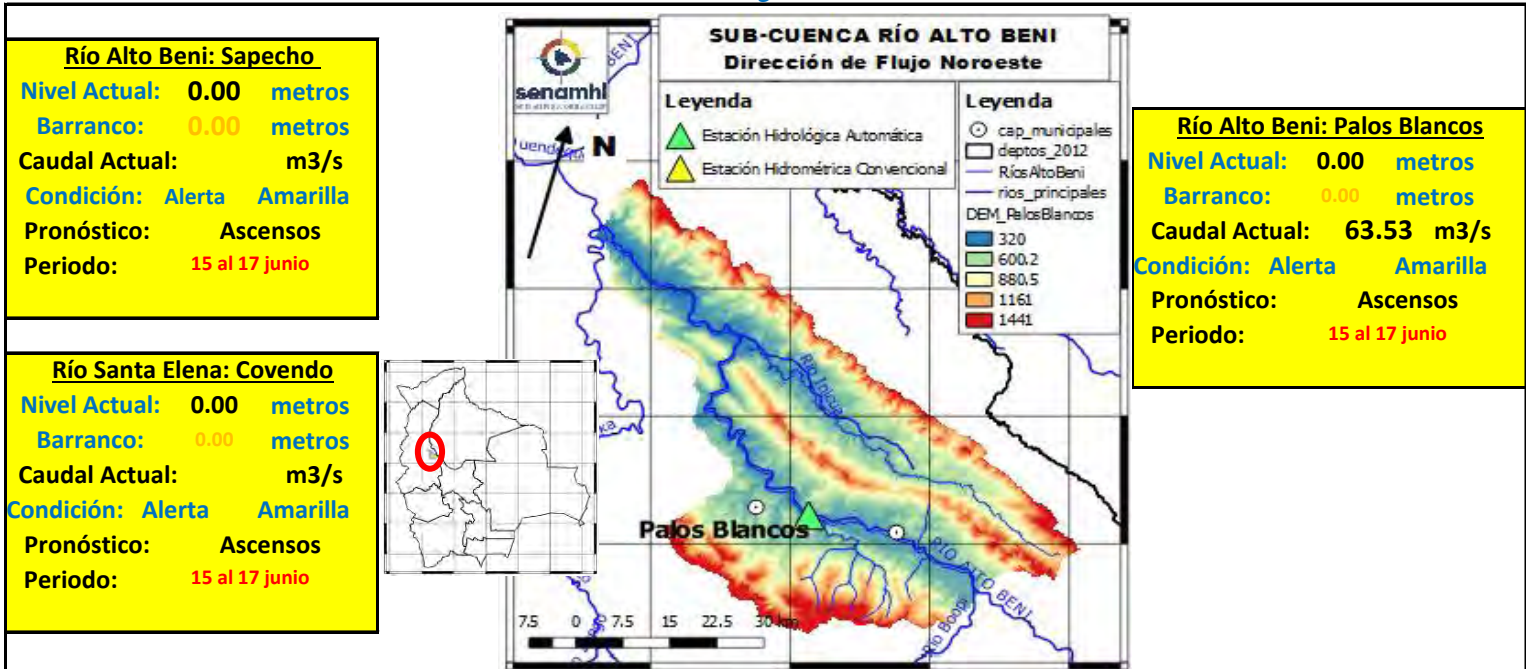 Río Alto Beni: Sapecho
Nivel Actual: 0.00 metros
Barranco: 0.00 metros
Caudal Actual: m3/s
Condición: Alerta Amarilla
Pronóstico: Ascensos
Periodo: 15 al 17 junio
Río Santa Elena: Covendo
Nivel Actual: 0.00 metros
Barranco: 0.00 metros
Caudal Actual: m3/s
Condición: Alerta Amarilla
Pronóstico: Ascensos
Periodo: 15 al 17 junio
senamhi
SUB-CUENCA RÍO ALTO BENI
Dirección de Flujo Noroeste
BENI
N
Leyenda
Estación Hidrológica Automática
Estación Hidrométrica Convencional
Leyenda
cap_municipales
deptos_2012
RíosAltoBeni
rios_principales
DEM_PalosBlancos
320
600.2
880.5
1161
1441
Palos Blancos
RÍO ALTO BENI
7.5 0 7.5 15 22.5 30 km
Río Alto Beni: Palos Blancos
Nivel Actual: 0.00 metros
Barranco: 0.00 metros
Caudal Actual: 63.53 m3/s
Condición: Alerta Amarilla
Pronóstico: Ascensos
Periodo: 15 al 17 junio